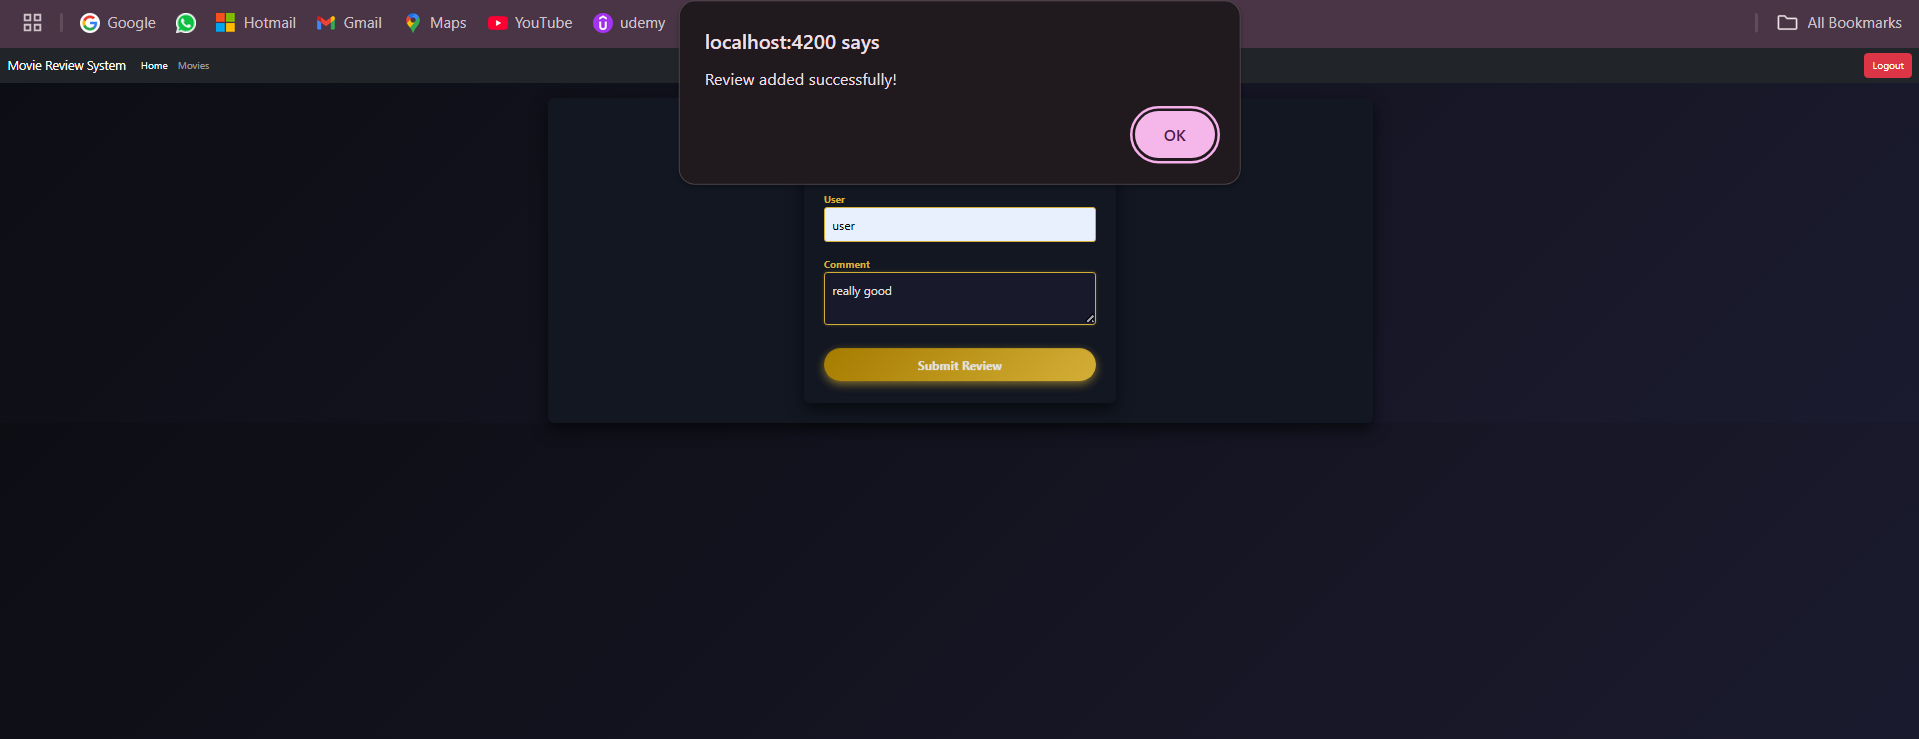 Google Hotmail Gmail Maps YouTube udemy All Bookmarks
localhost:4200 says
Review added successfully!
OK
Movie Review System Home Movies Logout
User
user
Comment
really good
Submit Review